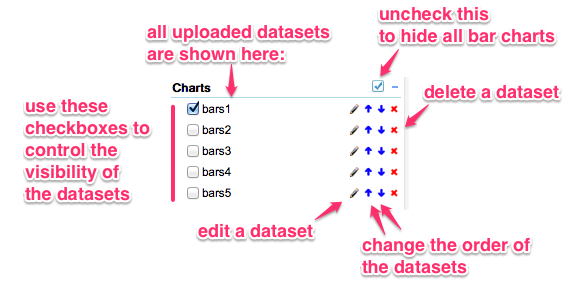 uncheck this
to hide all bar charts
all uploaded datasets
are shown here:
Charts
delete a dataset
use these
checkboxes to
control the
visibility of
the datasets
bars1
bars2
bars3
bars4
bars5
edit a dataset
change the order of
the datasets